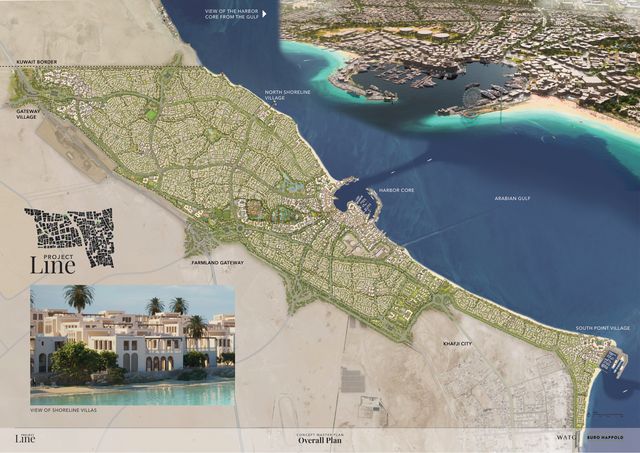 VIEW OF THE HARBOR
CORE FROM THE GULF
KUWAIT BORDER
GATEWAY
VILLAGE
NORTH SHORELINE
VILLAGE
HARBOR CORE
ARABIAN GULF
PROJECT
Line
FARMLAND GATEWAY
SOUTH POINT VILLAGE
KHAFJI CITY
VIEW OF SHORELINE VILLAS
PROJECT
Line
CONCEPT MASTERPLAN
Overall Plan
WATG
BURO HAPPOLD